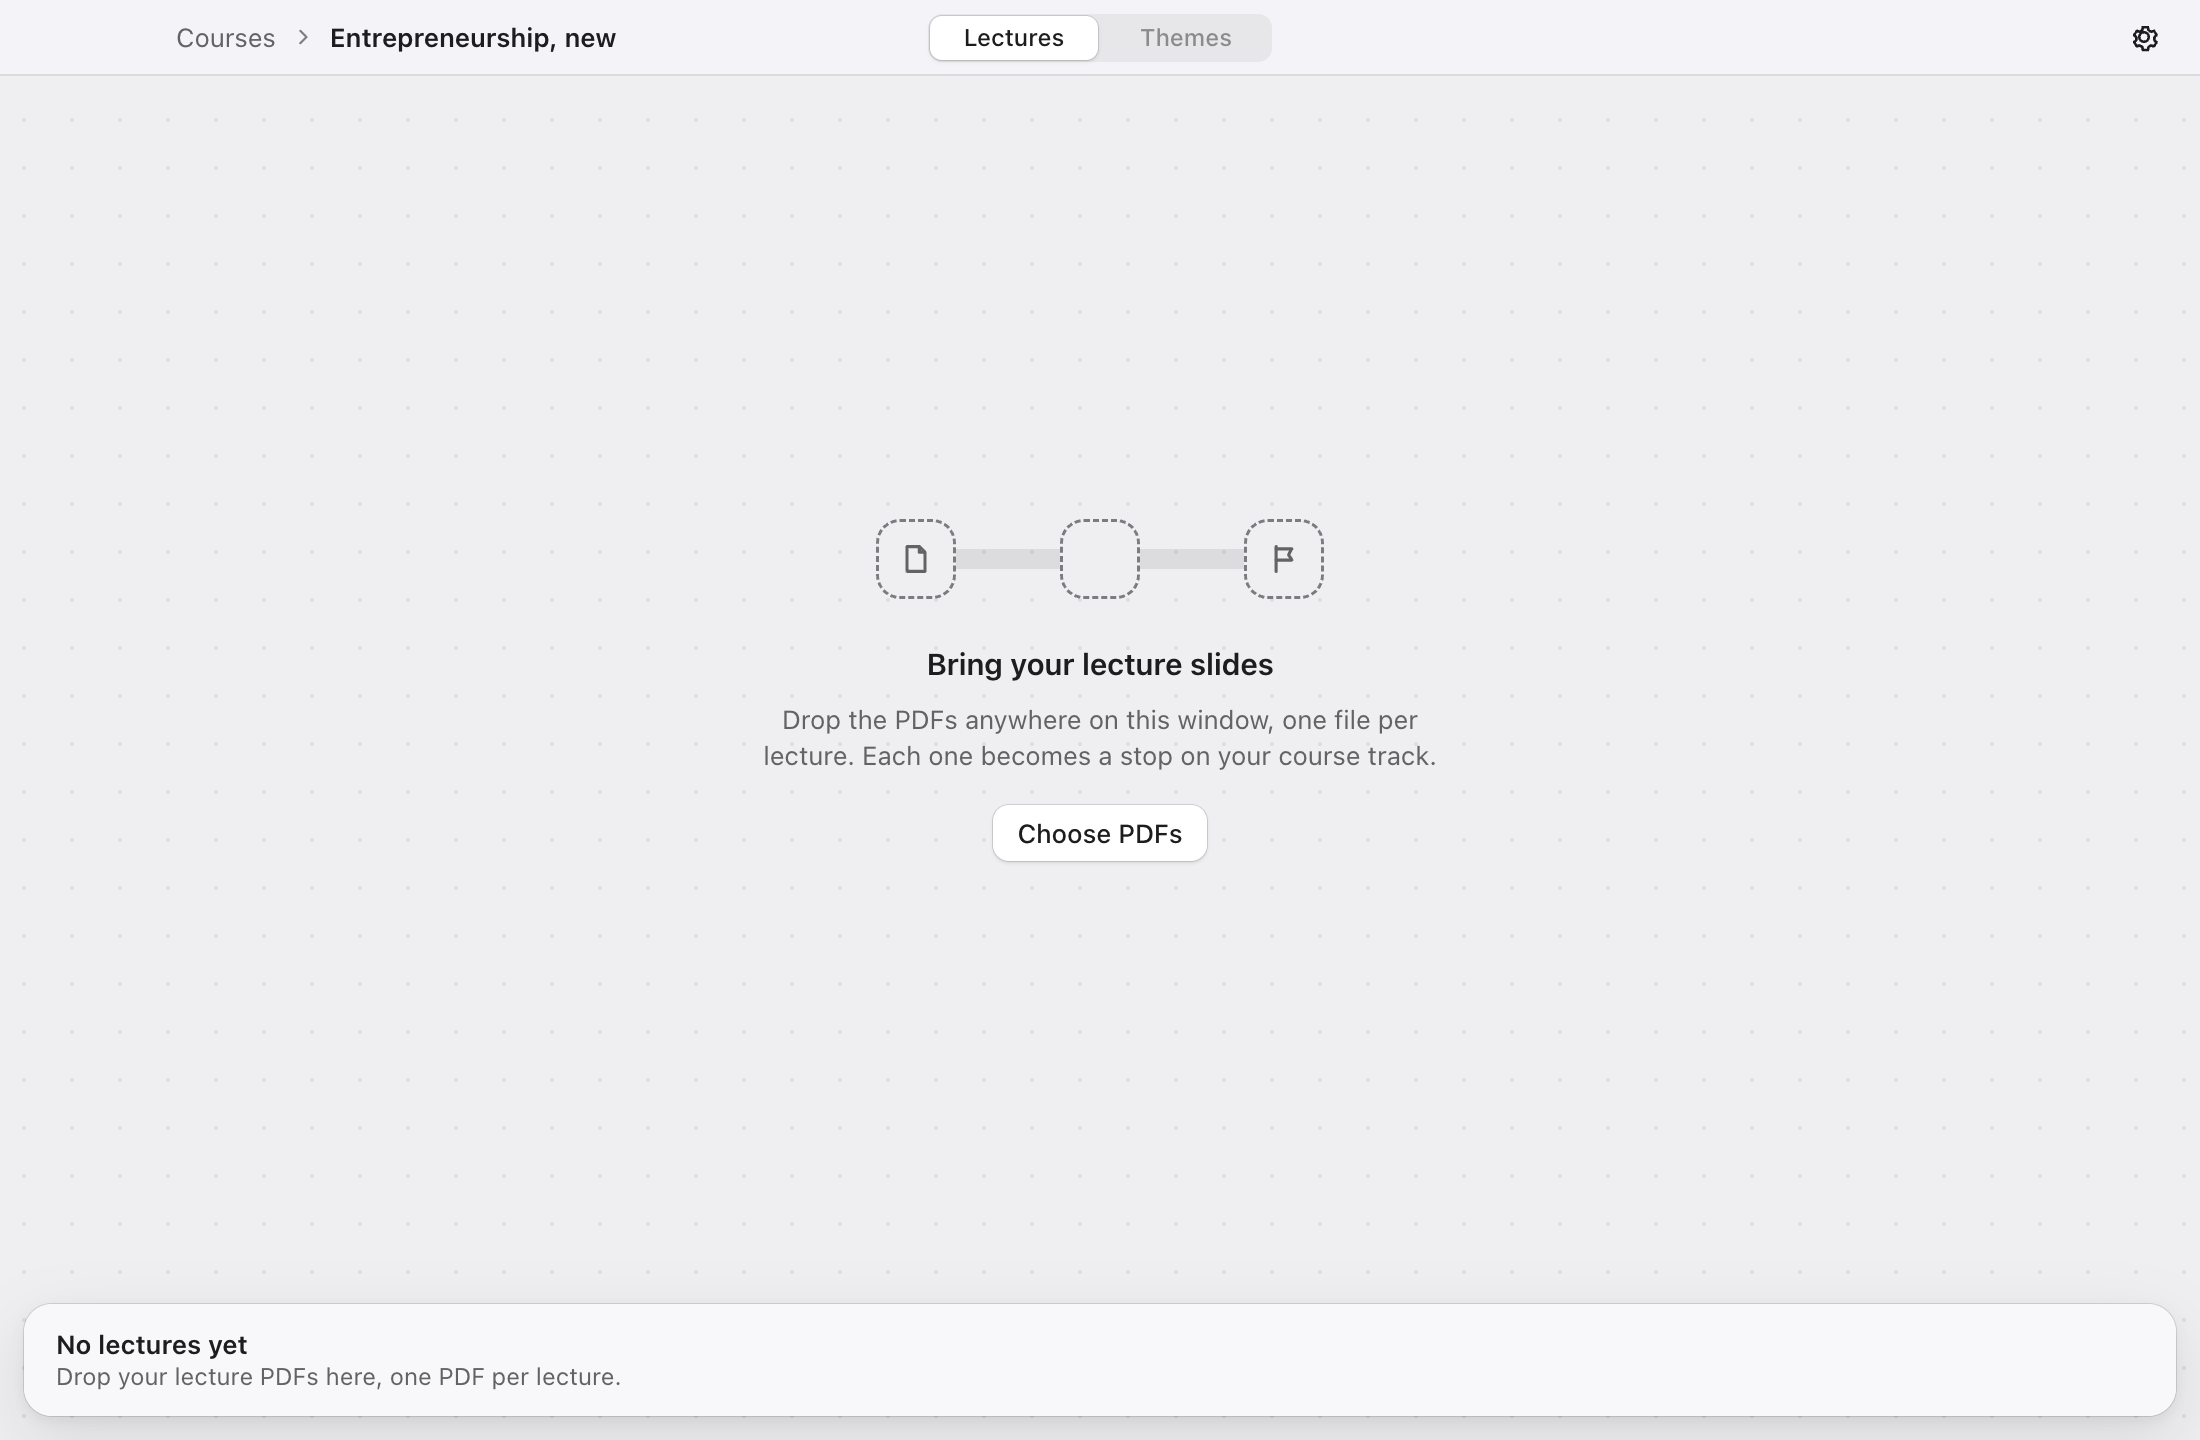 Courses
Entrepreneurship, new
Lectures
Themes
Bring your lecture slides
Drop the PDFs anywhere on this window, one file per
lecture. Each one becomes a stop on your course track.
Choose PDFs
No lectures yet
Drop your lecture PDFs here, one PDF per lecture.